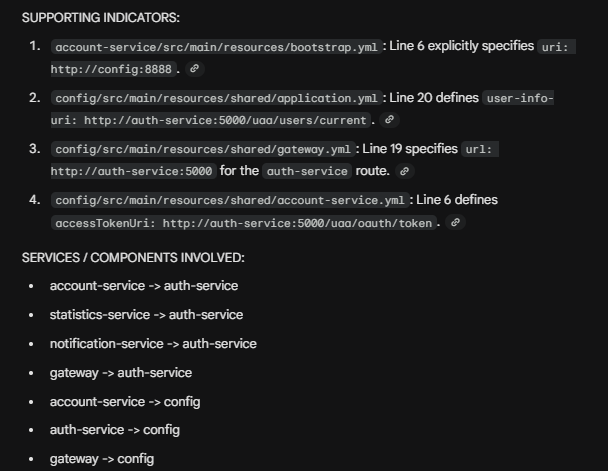 SUPPORTING INDICATORS:
1. account-service/src/main/resources/bootstrap.yml: Line 6 explicitly specifies uri:
http://config:8888.
2. config/src/main/resources/shared/application.yml: Line 20 defines user-info-
uri: http://auth-service:5000/uaa/users/current.
3. config/src/main/resources/shared/gateway.yml: Line 19 specifies url:
http://auth-service:5000 for the auth-service route.
4. config/src/main/resources/shared/account-service.yml: Line 6 defines
accessTokenUri: http://auth-service:5000/uaa/oauth/token.
SERVICES / COMPONENTS INVOLVED:
• account-service -> auth-service
• statistics-service -> auth-service
• notification-service -> auth-service
• gateway -> auth-service
• account-service -> config
• auth-service -> config
• gateway -> config